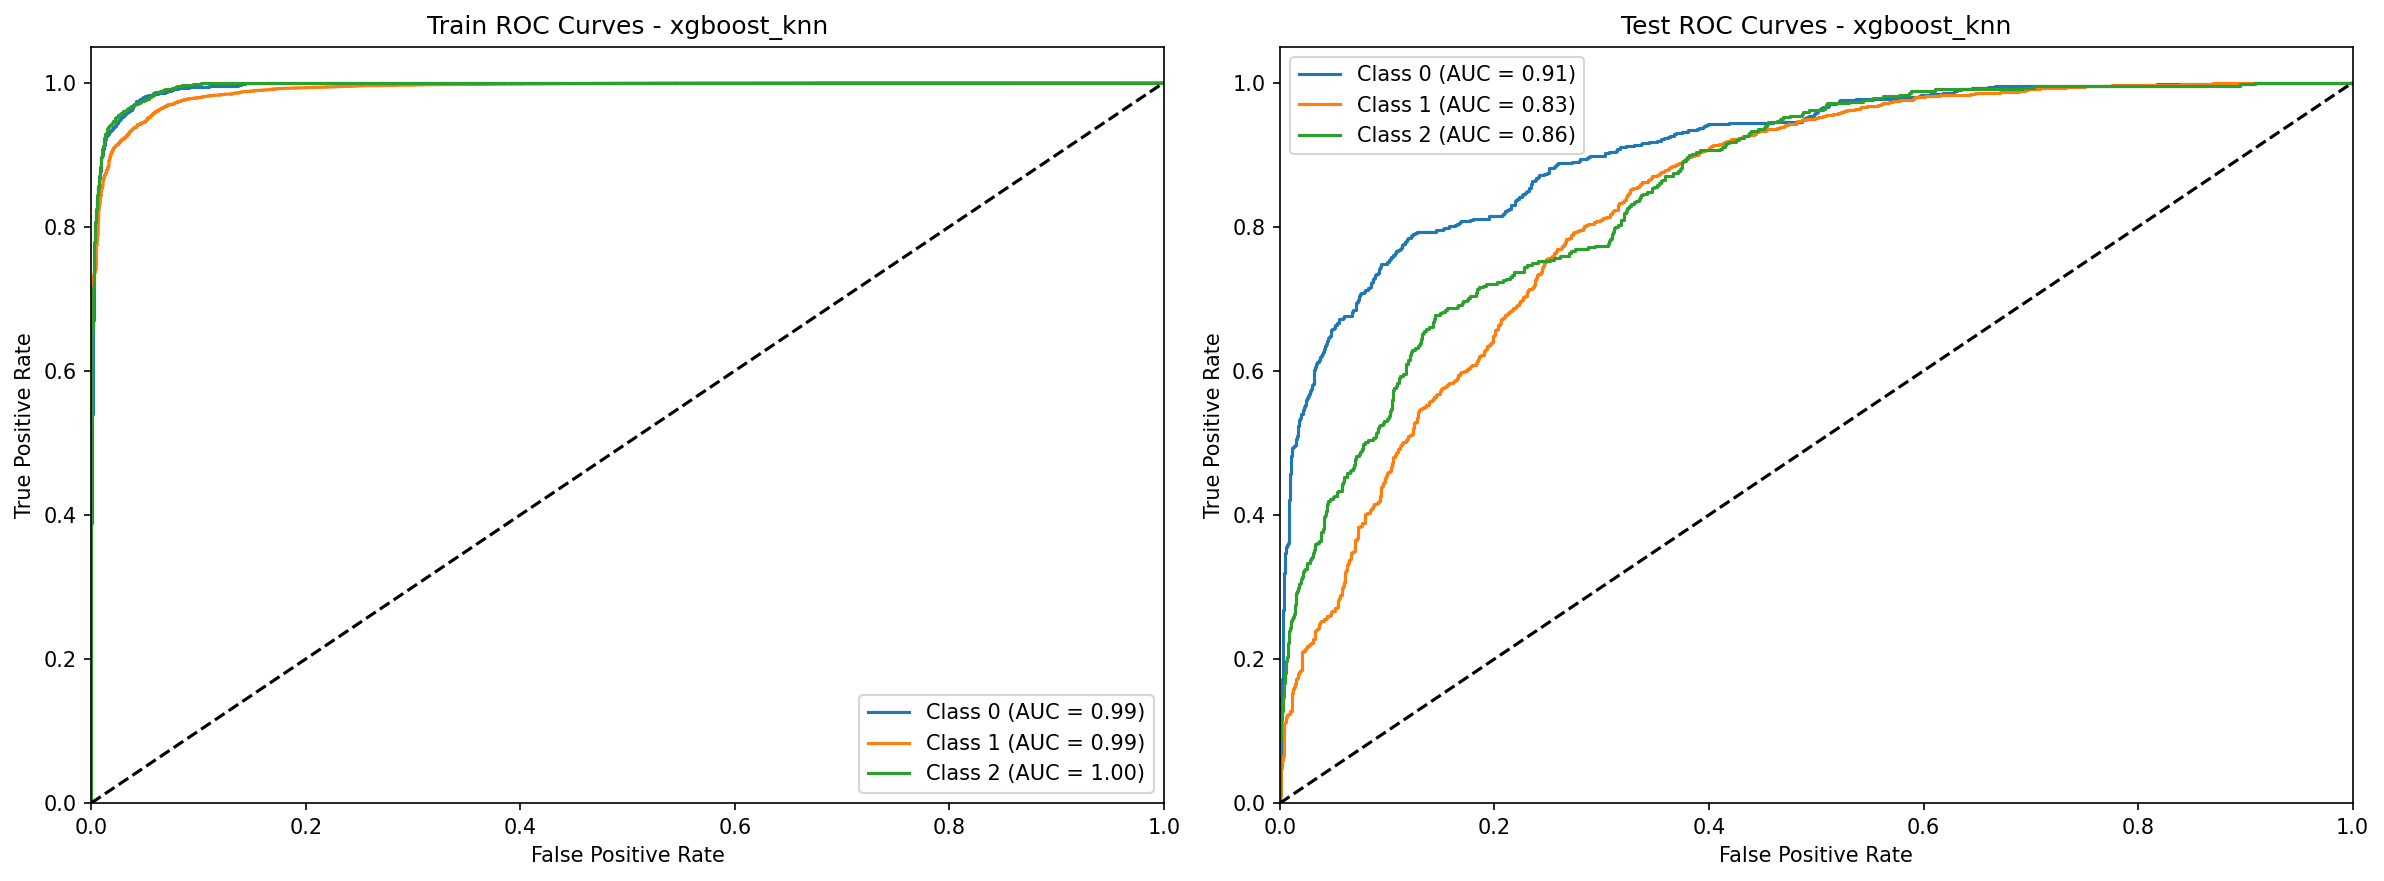 Train ROC Curves - xgboost_knn
True Positive Rate
1.0
0.8
0.6
0.4
0.2
0.0
Class 0 (AUC = 0.99)
Class 1 (AUC = 0.99)
Class 2 (AUC = 1.00)
0.0 0.2 0.4 0.6 0.8 1.0
False Positive Rate
Test ROC Curves - xgboost_knn
True Positive Rate
1.0
0.8
0.6
0.4
0.2
0.0
Class 0 (AUC = 0.91)
Class 1 (AUC = 0.83)
Class 2 (AUC = 0.86)
0.0 0.2 0.4 0.6 0.8 1.0
False Positive Rate